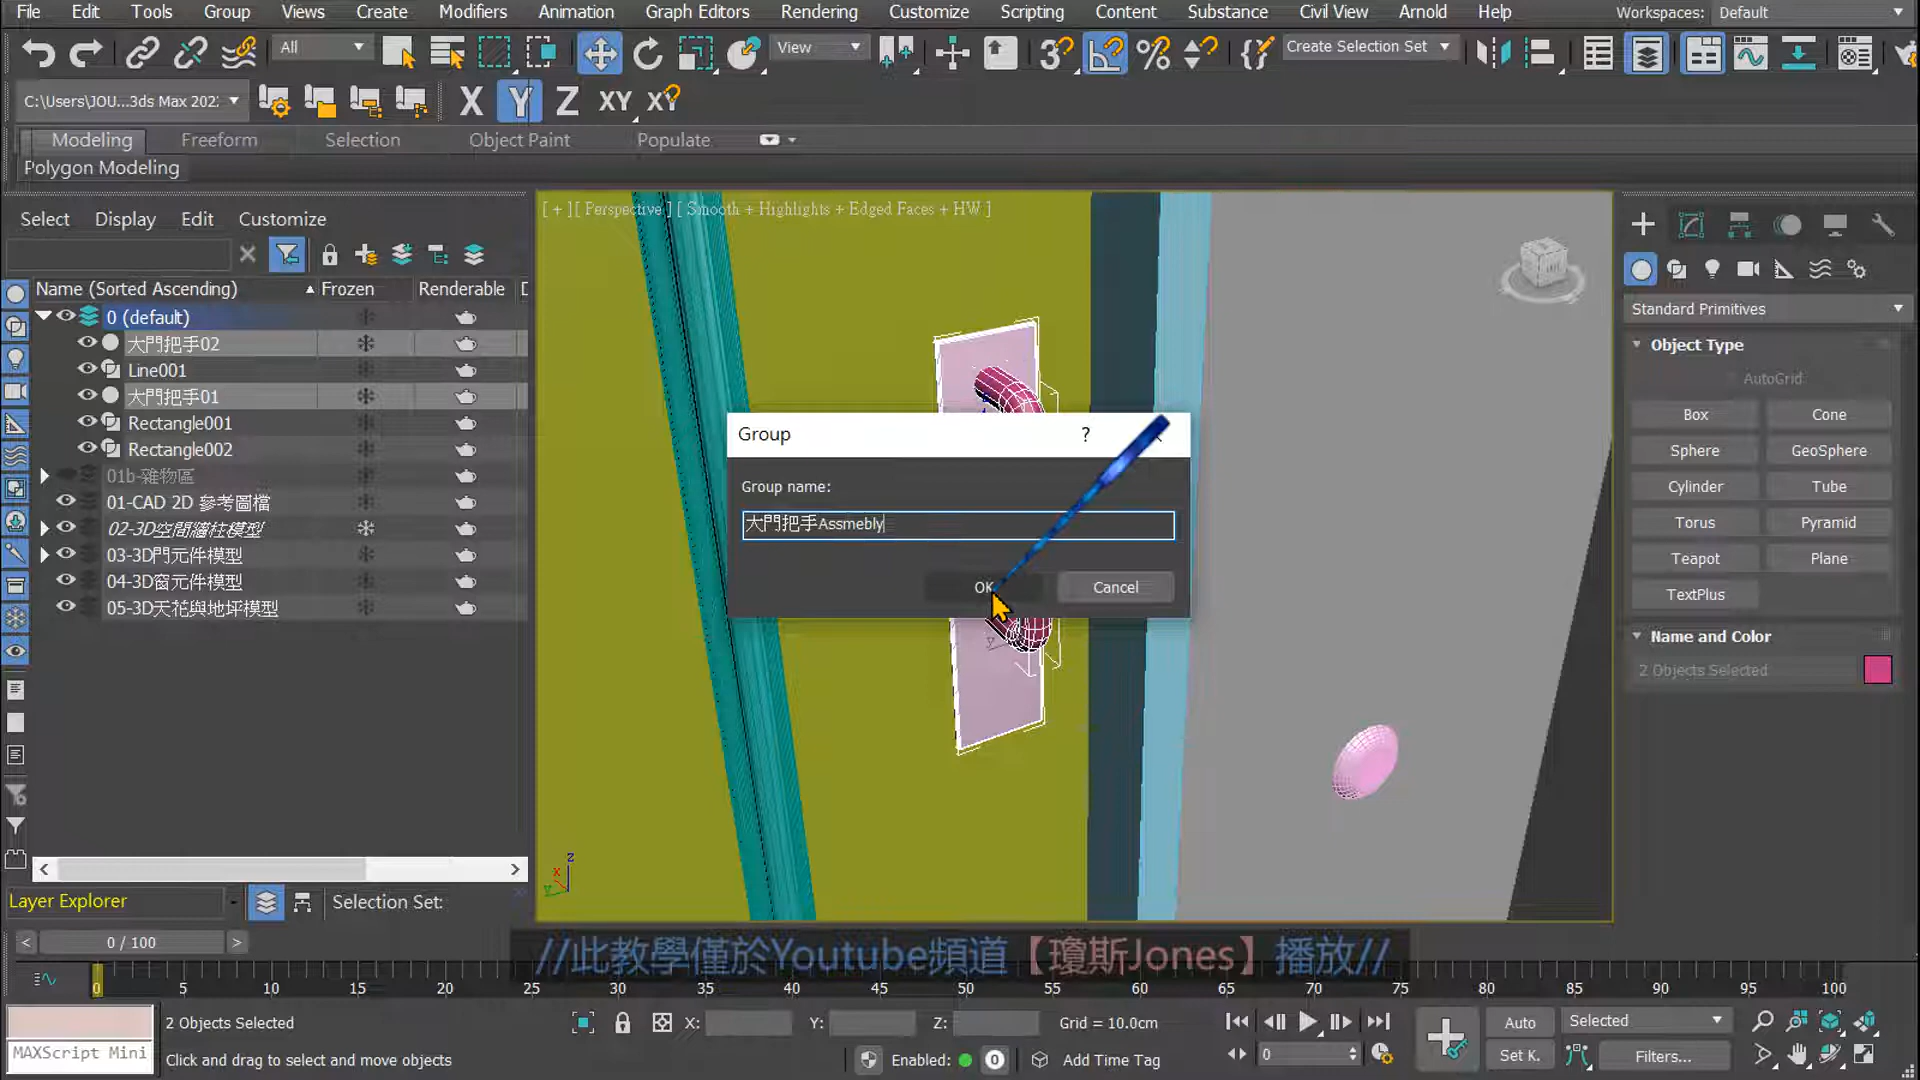 File Edit Tools Group Views Create Modifiers Animation Graph Editors Rendering Customize Scripting Content Substance Civil View Arnold Help Workspaces: Default
All View Create Selection Set
C:\Users\JOU...3ds Max 202 X Y Z XY XY
Modeling Freeform Selection Object Paint Populate
Polygon Modeling
Select Display Edit Customize
Name (Sorted Ascending) Frozen Renderable D
0 (default)
大門把手02
Line001
大門把手01
Rectangle001
Rectangle002
01b-雜物區
01-CAD 2D 參考圖檔
02-3D空間牆柱模型
03-3D門元件模型
04-3D窗元件模型
05-3D天花與地坪模型
[ + ][ Perspective ] [ Smooth + Highlights + Edged Faces + HW ]
Group ?
Group name:
大門把手Assmebly
OK Cancel
Standard Primitives
Object Type
AutoGrid
Box Cone
Sphere GeoSphere
Cylinder Tube
Torus Pyramid
Teapot Plane
TextPlus
Name and Color
2 Objects Selected
z
x
y
Layer Explorer Selection Set:
0 / 100
//此教學僅於Youtube頻道【瓊斯Jones】播放//
0 5 10 15 20 25 30 35 40 45 50 55 60 65 70 75 80 85 90 95 100
2 Objects Selected X: Y: Z: Grid = 10.0cm Auto Selected
MAXScript Mini Click and drag to select and move objects Enabled: 0 Add Time Tag 0 Set K. Filters...